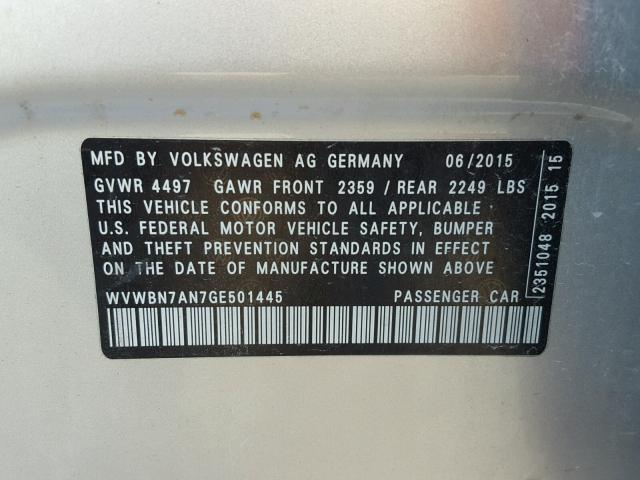 MFD BY VOLKSWAGEN AG GERMANY 06/2015
GVWR 4497 GAWR FRONT 2359 / REAR 2249 LBS
THIS VEHICLE CONFORMS TO ALL APPLICABLE
U.S. FEDERAL MOTOR VEHICLE SAFETY, BUMPER
AND THEFT PREVENTION STANDARDS IN EFFECT
ON THE DATE OF MANUFACTURE SHOWN ABOVE
WVWBN7AN7GE501445 PASSENGER CAR
2351048 2015 15